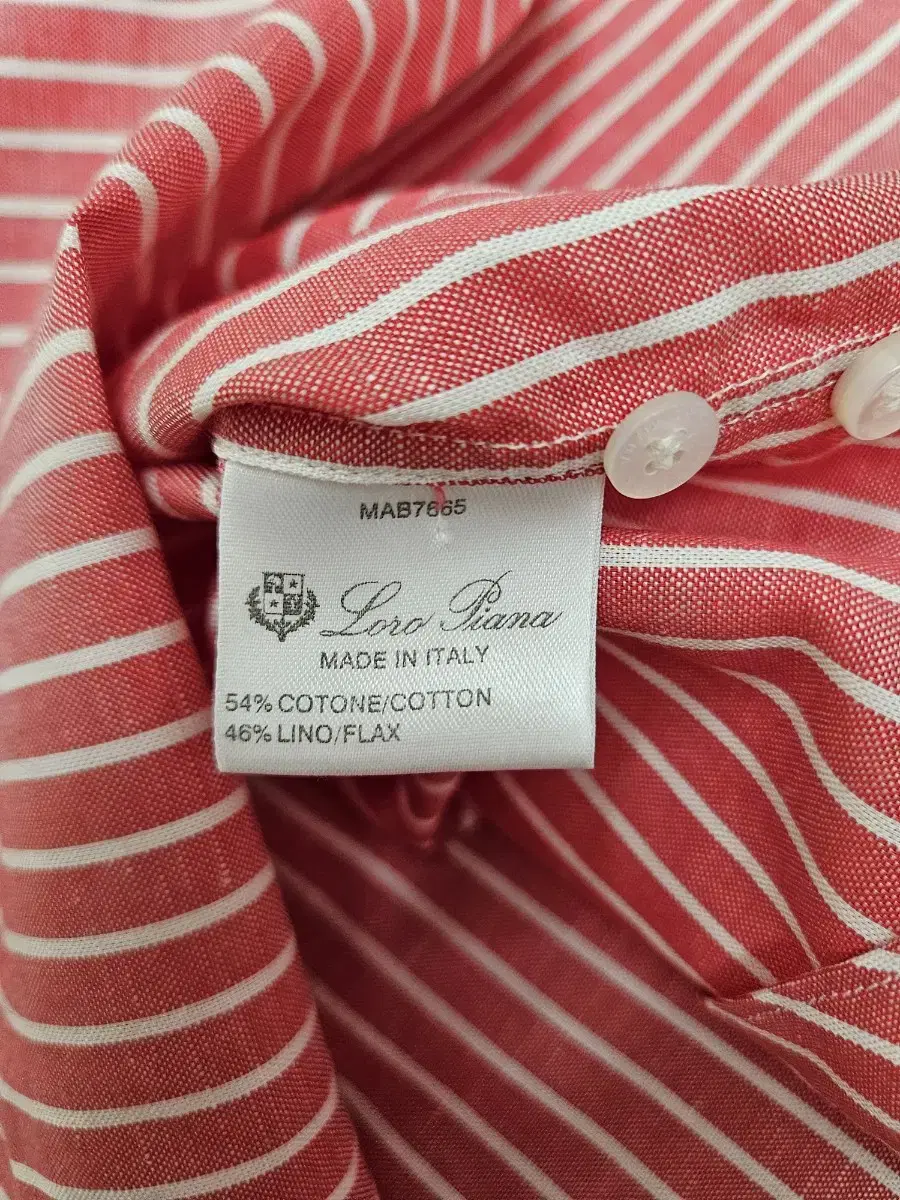 MAB7665
Loro Piana
MADE IN ITALY
54% COTONE/COTTON
46% LINO/FLAX